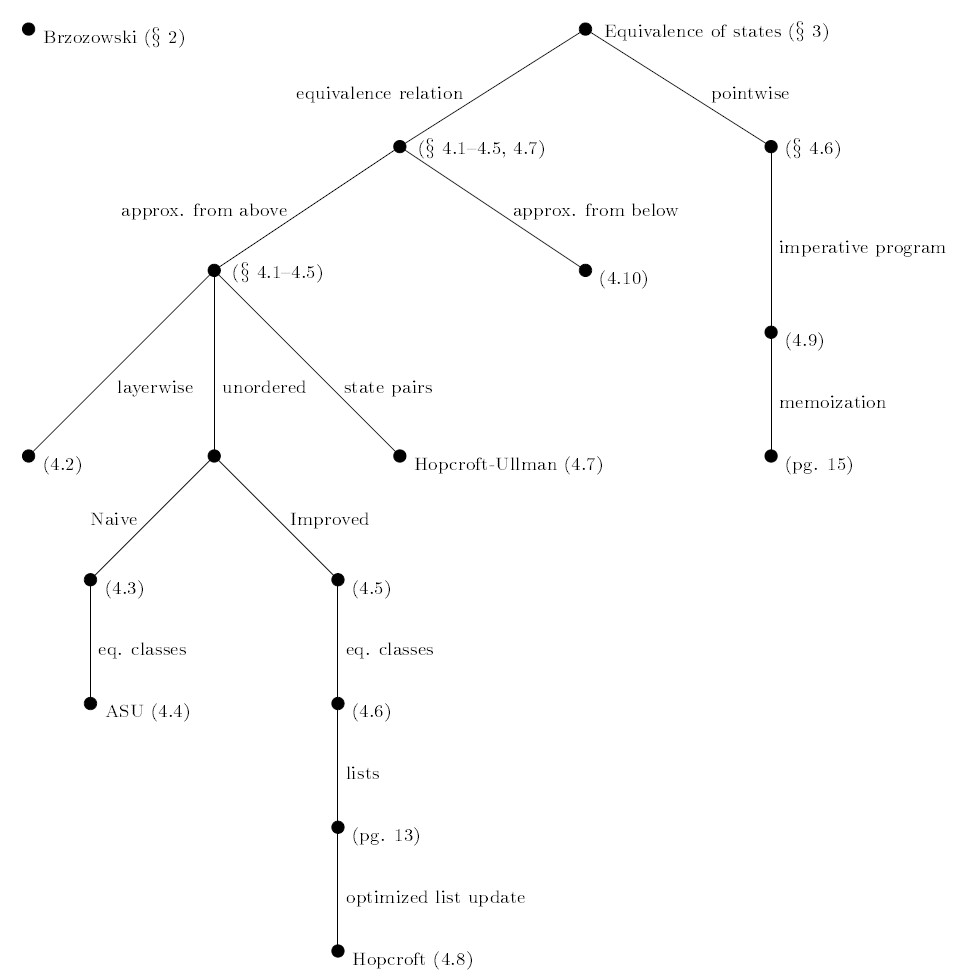 Brzozowski (§ 2)
Equivalence of states (§ 3)
equivalence relation
pointwise
(§ 4.1–4.5, 4.7)
(§ 4.6)
approx. from above
approx. from below
imperative program
(§ 4.1–4.5)
(4.10)
(4.9)
layerwise
unordered
state pairs
memoization
(4.2)
Hopcroft-Ullman (4.7)
(pg. 15)
Naive
Improved
(4.3)
(4.5)
eq. classes
eq. classes
ASU (4.4)
(4.6)
lists
(pg. 13)
optimized list update
Hopcroft (4.8)